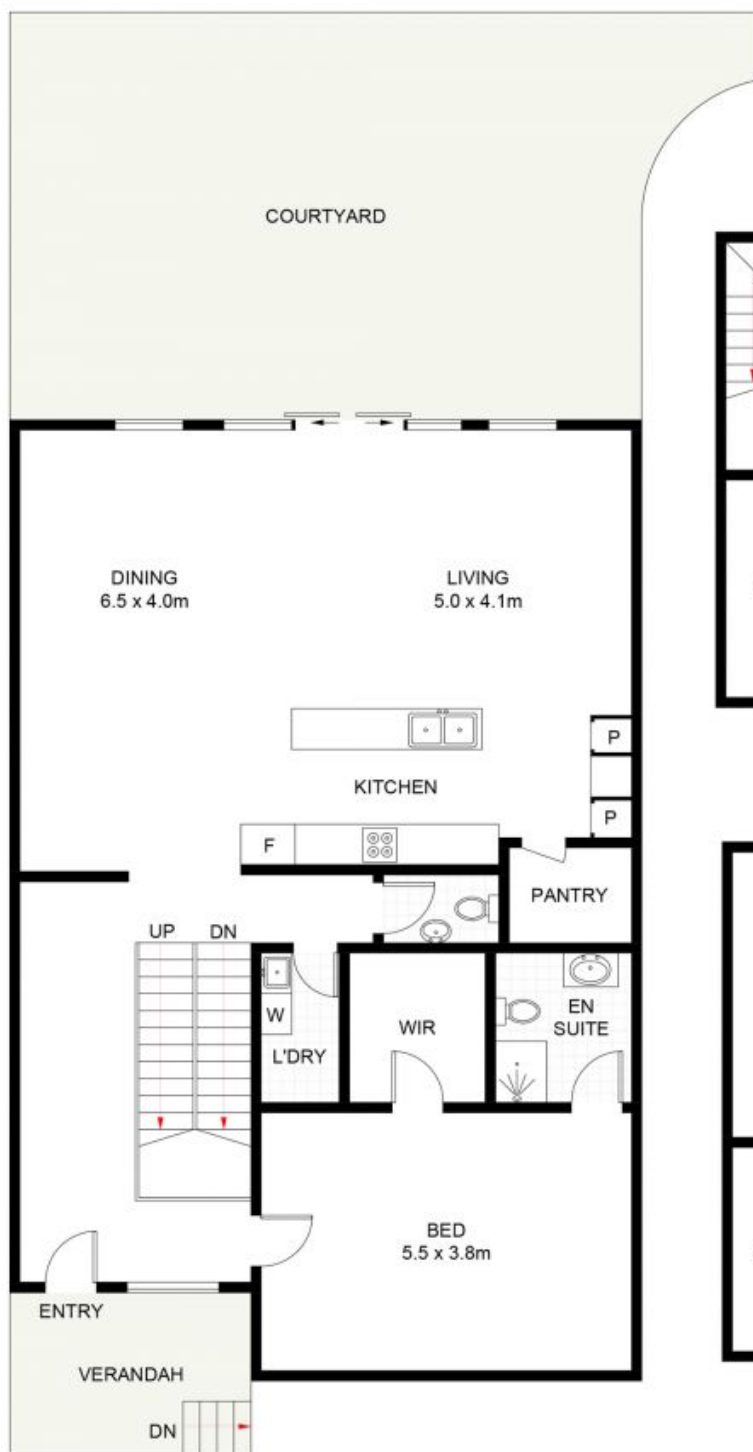 COURTYARD
DINING
6.5 x 4.0m
LIVING
5.0 x 4.1m
P
KITCHEN
P
F
PANTRY
UP
DN
W
L'DRY
WIR
EN
SUITE
BED
5.5 x 3.8m
ENTRY
VERANDAH
DN